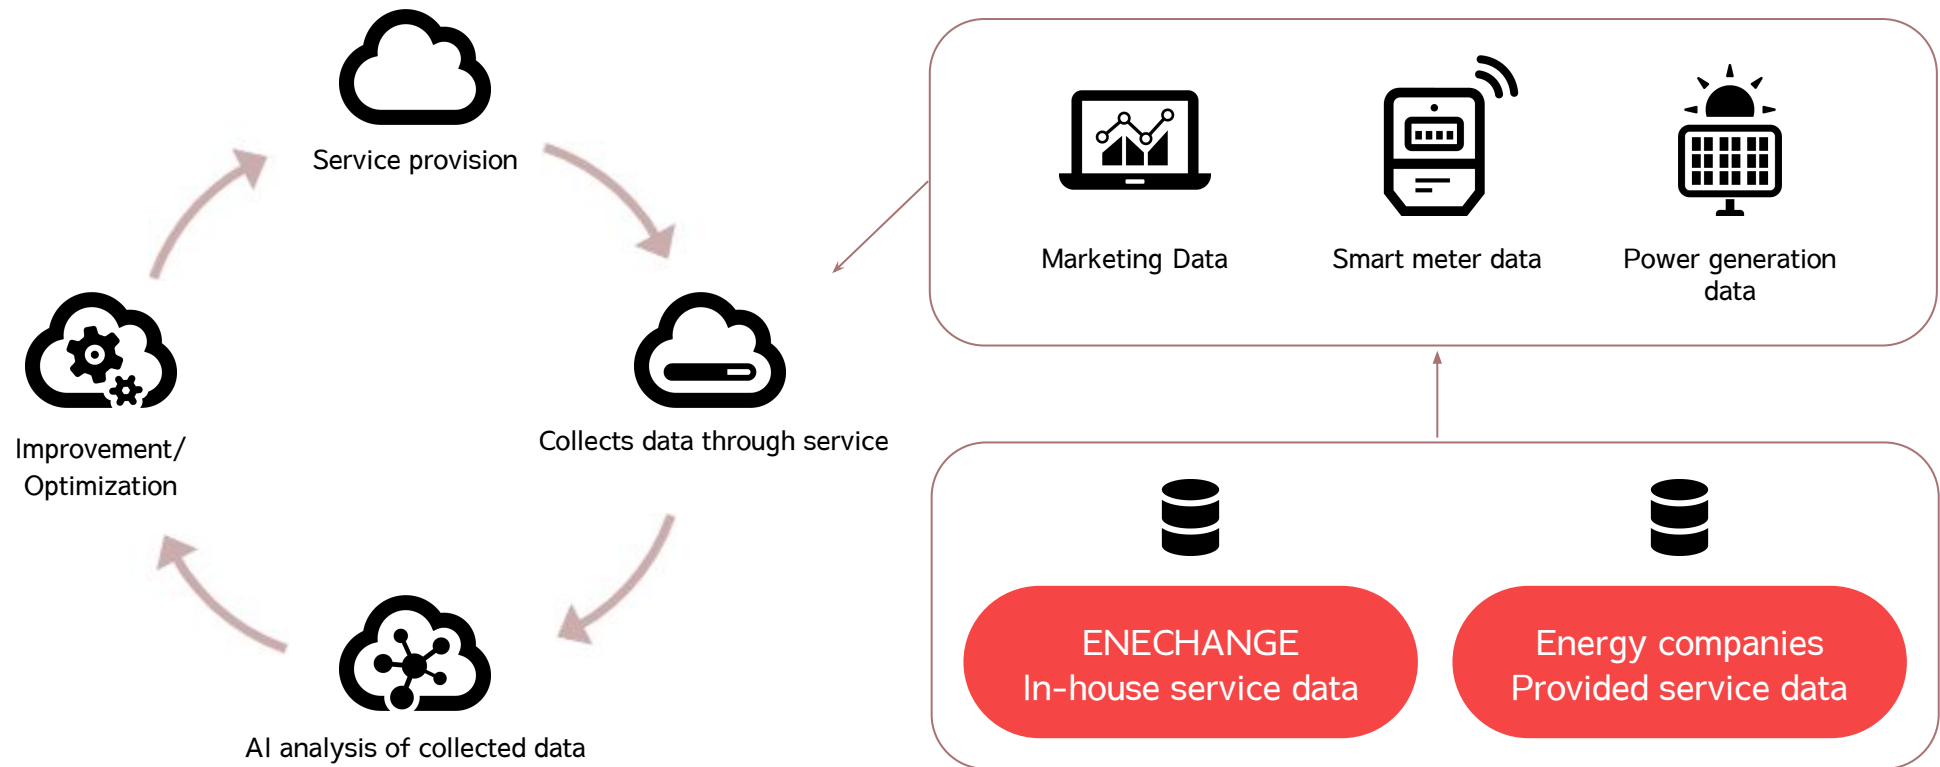 Service provision
Collects data through service
AI analysis of collected data
Improvement/
Optimization
Marketing Data
Smart meter data
Power generation
data
ENECHANGE
In-house service data
Energy companies
Provided service data